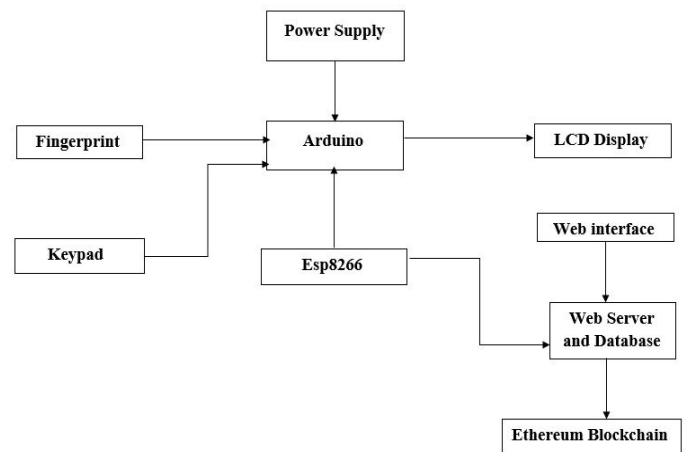 Power Supply
Fingerprint
Arduino
LCD Display
Keypad
Esp8266
Web interface
Web Server
and Database
Ethereum Blockchain